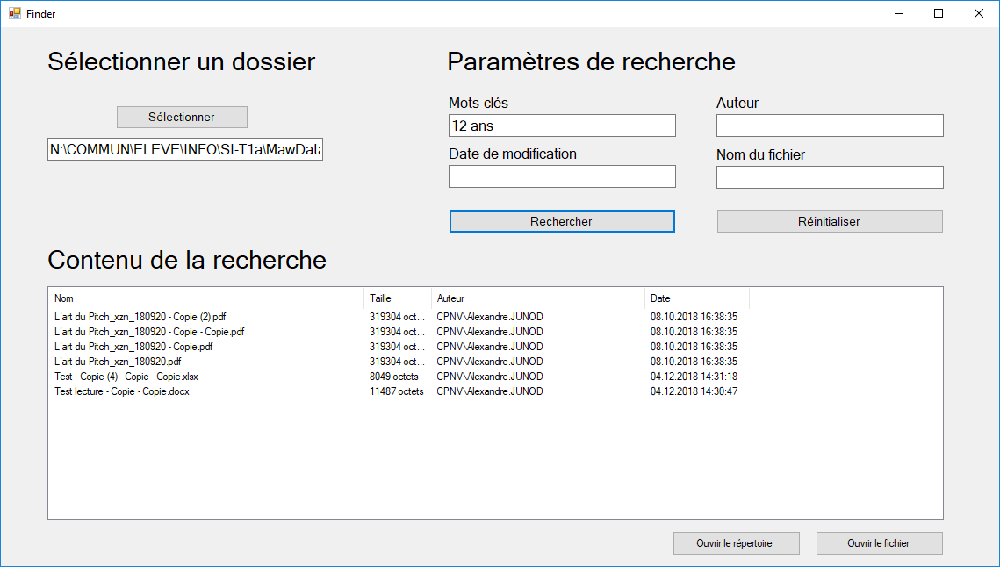 Finder
Sélectionner un dossier
Sélectionner
N:\COMMUN\ELEVE\INFO\SI-T1a\MawData
Paramètres de recherche
Mots-clés
Auteur
12 ans
Date de modification
Nom du fichier
Rechercher
Réinitialiser
Contenu de la recherche
Nom Taille Auteur Date
L'art du Pitch_xzn_180920 - Copie (2).pdf 319304 oct... CPNV\Alexandre.JUNOD 08.10.2018 16:38:35
L'art du Pitch_xzn_180920 - Copie - Copie.pdf 319304 oct... CPNV\Alexandre.JUNOD 08.10.2018 16:38:35
L'art du Pitch_xzn_180920 - Copie.pdf 319304 oct... CPNV\Alexandre.JUNOD 08.10.2018 16:38:35
L'art du Pitch_xzn_180920.pdf 319304 oct... CPNV\Alexandre.JUNOD 08.10.2018 16:38:35
Test - Copie (4) - Copie - Copie.xlsx 8049 octets CPNV\Alexandre.JUNOD 04.12.2018 14:31:18
Test lecture - Copie - Copie.docx 11487 octets CPNV\Alexandre.JUNOD 04.12.2018 14:30:47
Ouvrir le répertoire
Ouvrir le fichier